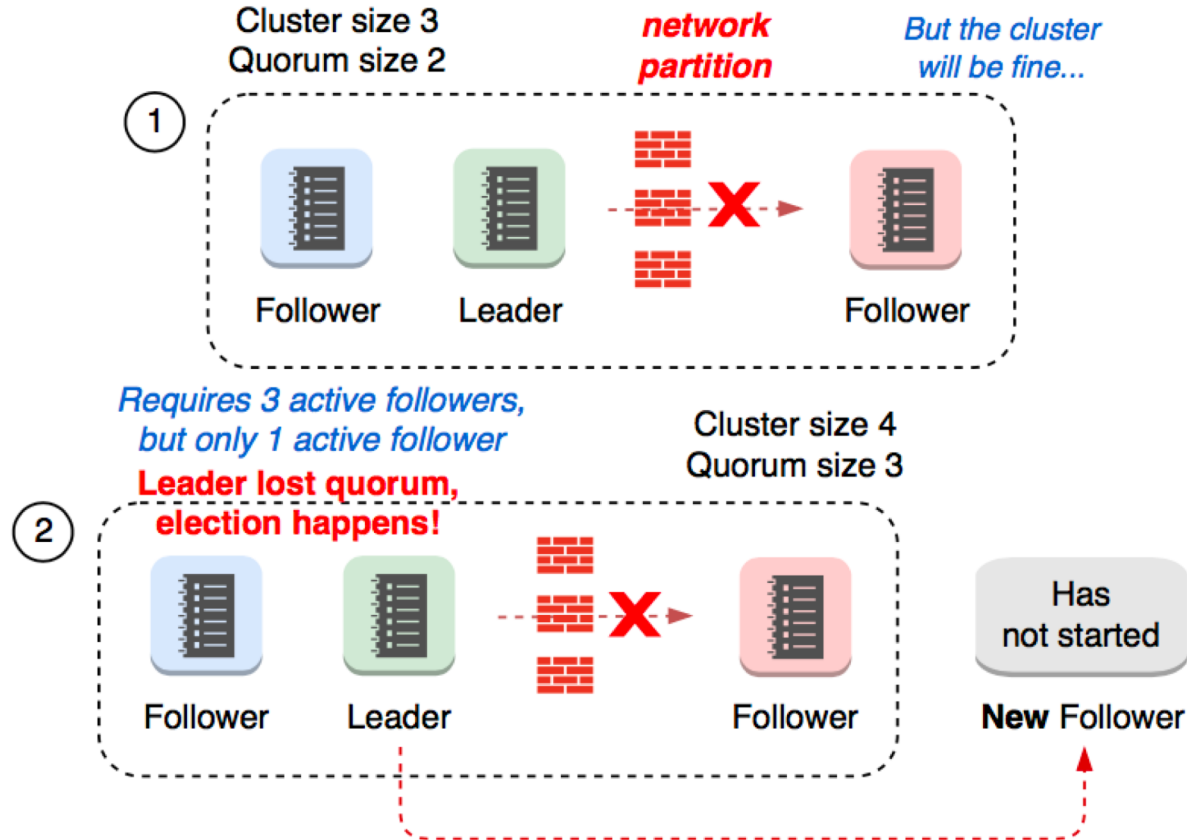 Cluster size 3
Quorum size 2
network
partition
But the cluster
will be fine...
1
Follower
Leader
Follower
Requires 3 active followers,
but only 1 active follower
Leader lost quorum,
election happens!
Cluster size 4
Quorum size 3
2
Has
not started
Follower
Leader
Follower
New Follower